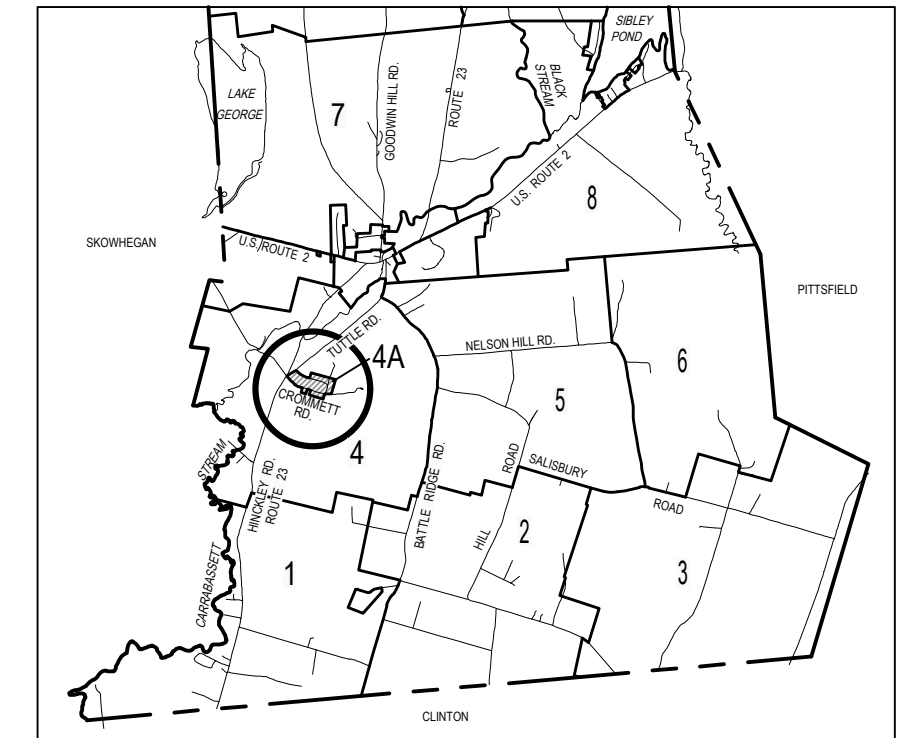 SIBLEY
POND
LAKE
GEORGE
7
GOODWIN HILL RD.
ROUTE 23
BLACK
STREAM
U.S. ROUTE 2
8
SKOWHEGAN
U.S. ROUTE 2
PITTSFIELD
TUTTLE RD.
4A
NELSON HILL RD.
6
CROMMETT
RD.
5
4
STREAM
HINCKLEY RD.
ROUTE 23
BATTLE RIDGE RD.
ROAD
SALISBURY
ROAD
HILL
2
1
3
CARRABASSETT
CLINTON